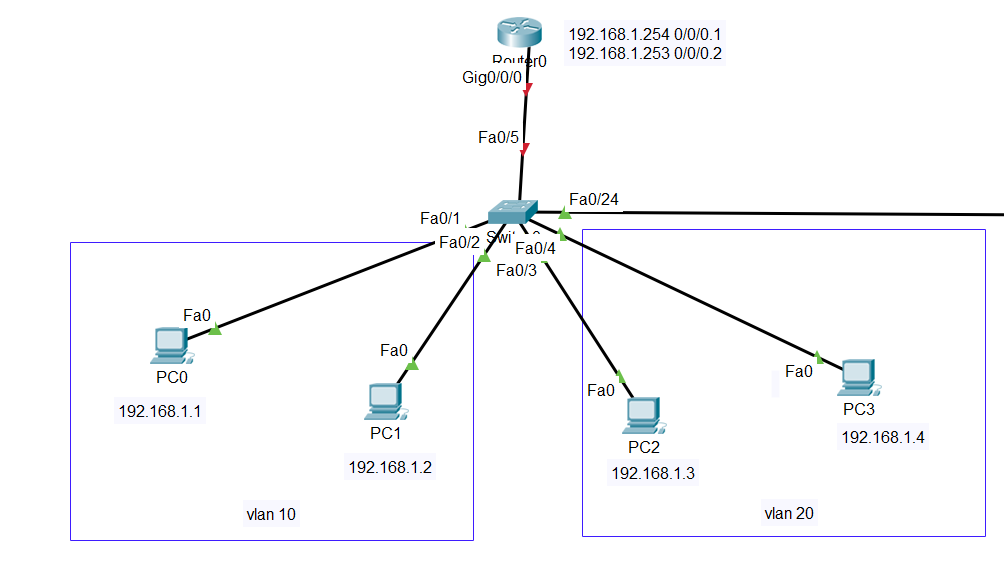 192.168.1.254 0/0/0.1
192.168.1.253 0/0/0.2
Router0
Gig0/0/0
Fa0/5
Fa0/24
Fa0/1
Fa0/2
Fa0/4
Fa0/3
Fa0
PC0
192.168.1.1
Fa0
PC1
192.168.1.2
Fa0
PC2
192.168.1.3
Fa0
PC3
192.168.1.4
vlan 10
vlan 20